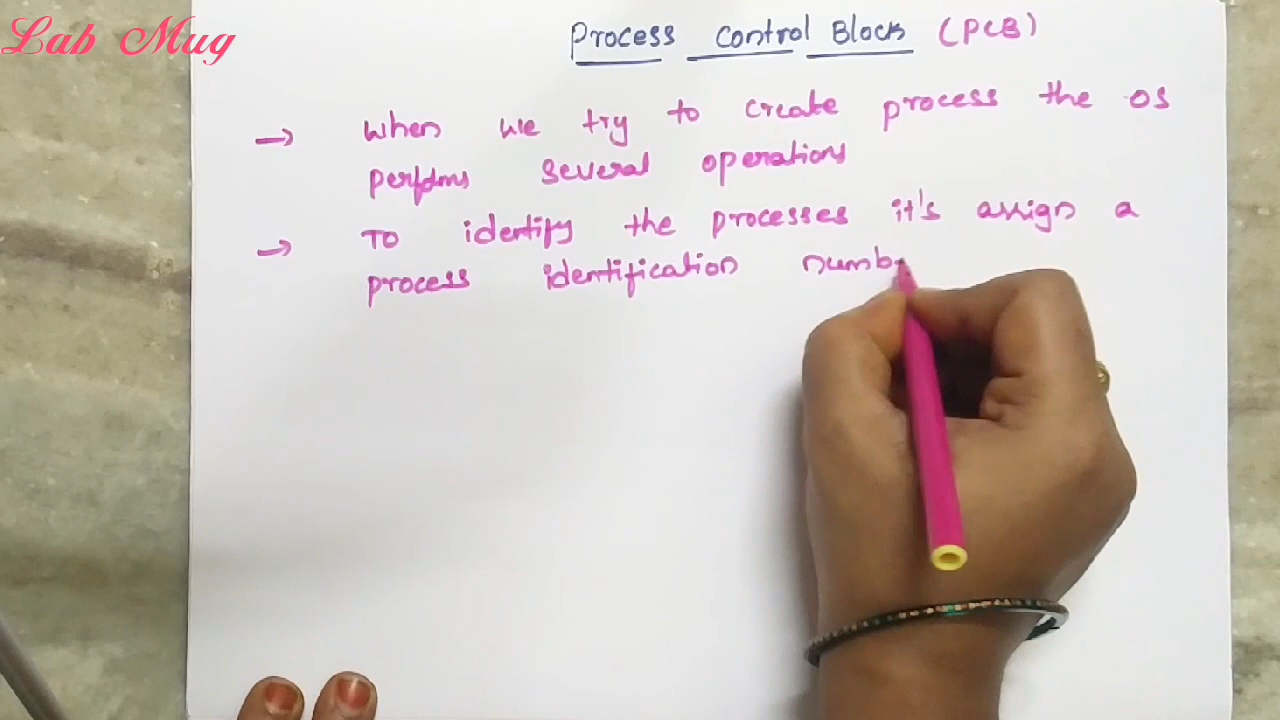 Lab Mug
Process Control Block (PCB)
→ When we try to create process the OS
performs several operations
→ To identify the processes it's assign a
process identification numbe